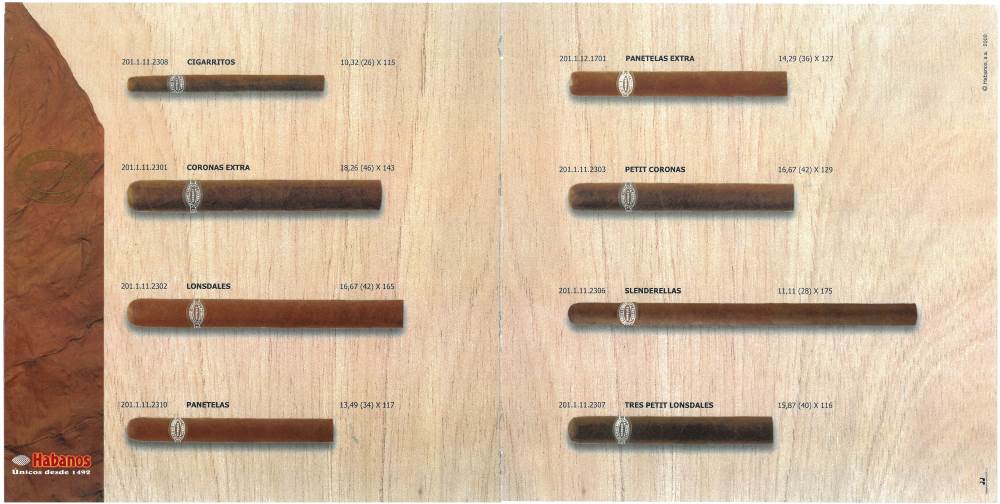 201.1.11.2308 CIGARRITOS 10,32 (26) X 115
201.1.11.2301 CORONAS EXTRA 18,26 (46) X 143
201.1.11.2302 LONSDALES 16,67 (42) X 165
201.1.11.2310 PANETELAS 13,49 (34) X 117
Habanos
Únicos desde 1492
201.1.12.1701 PANETELAS EXTRA 14,29 (36) X 127
201.1.11.2303 PETIT CORONAS 16,67 (42) X 129
201.1.11.2306 SLENDERELLAS 11,11 (28) X 175
201.1.11.2307 TRES PETIT LONSDALES 15,87 (40) X 116
© Habanos, s.a. 2000